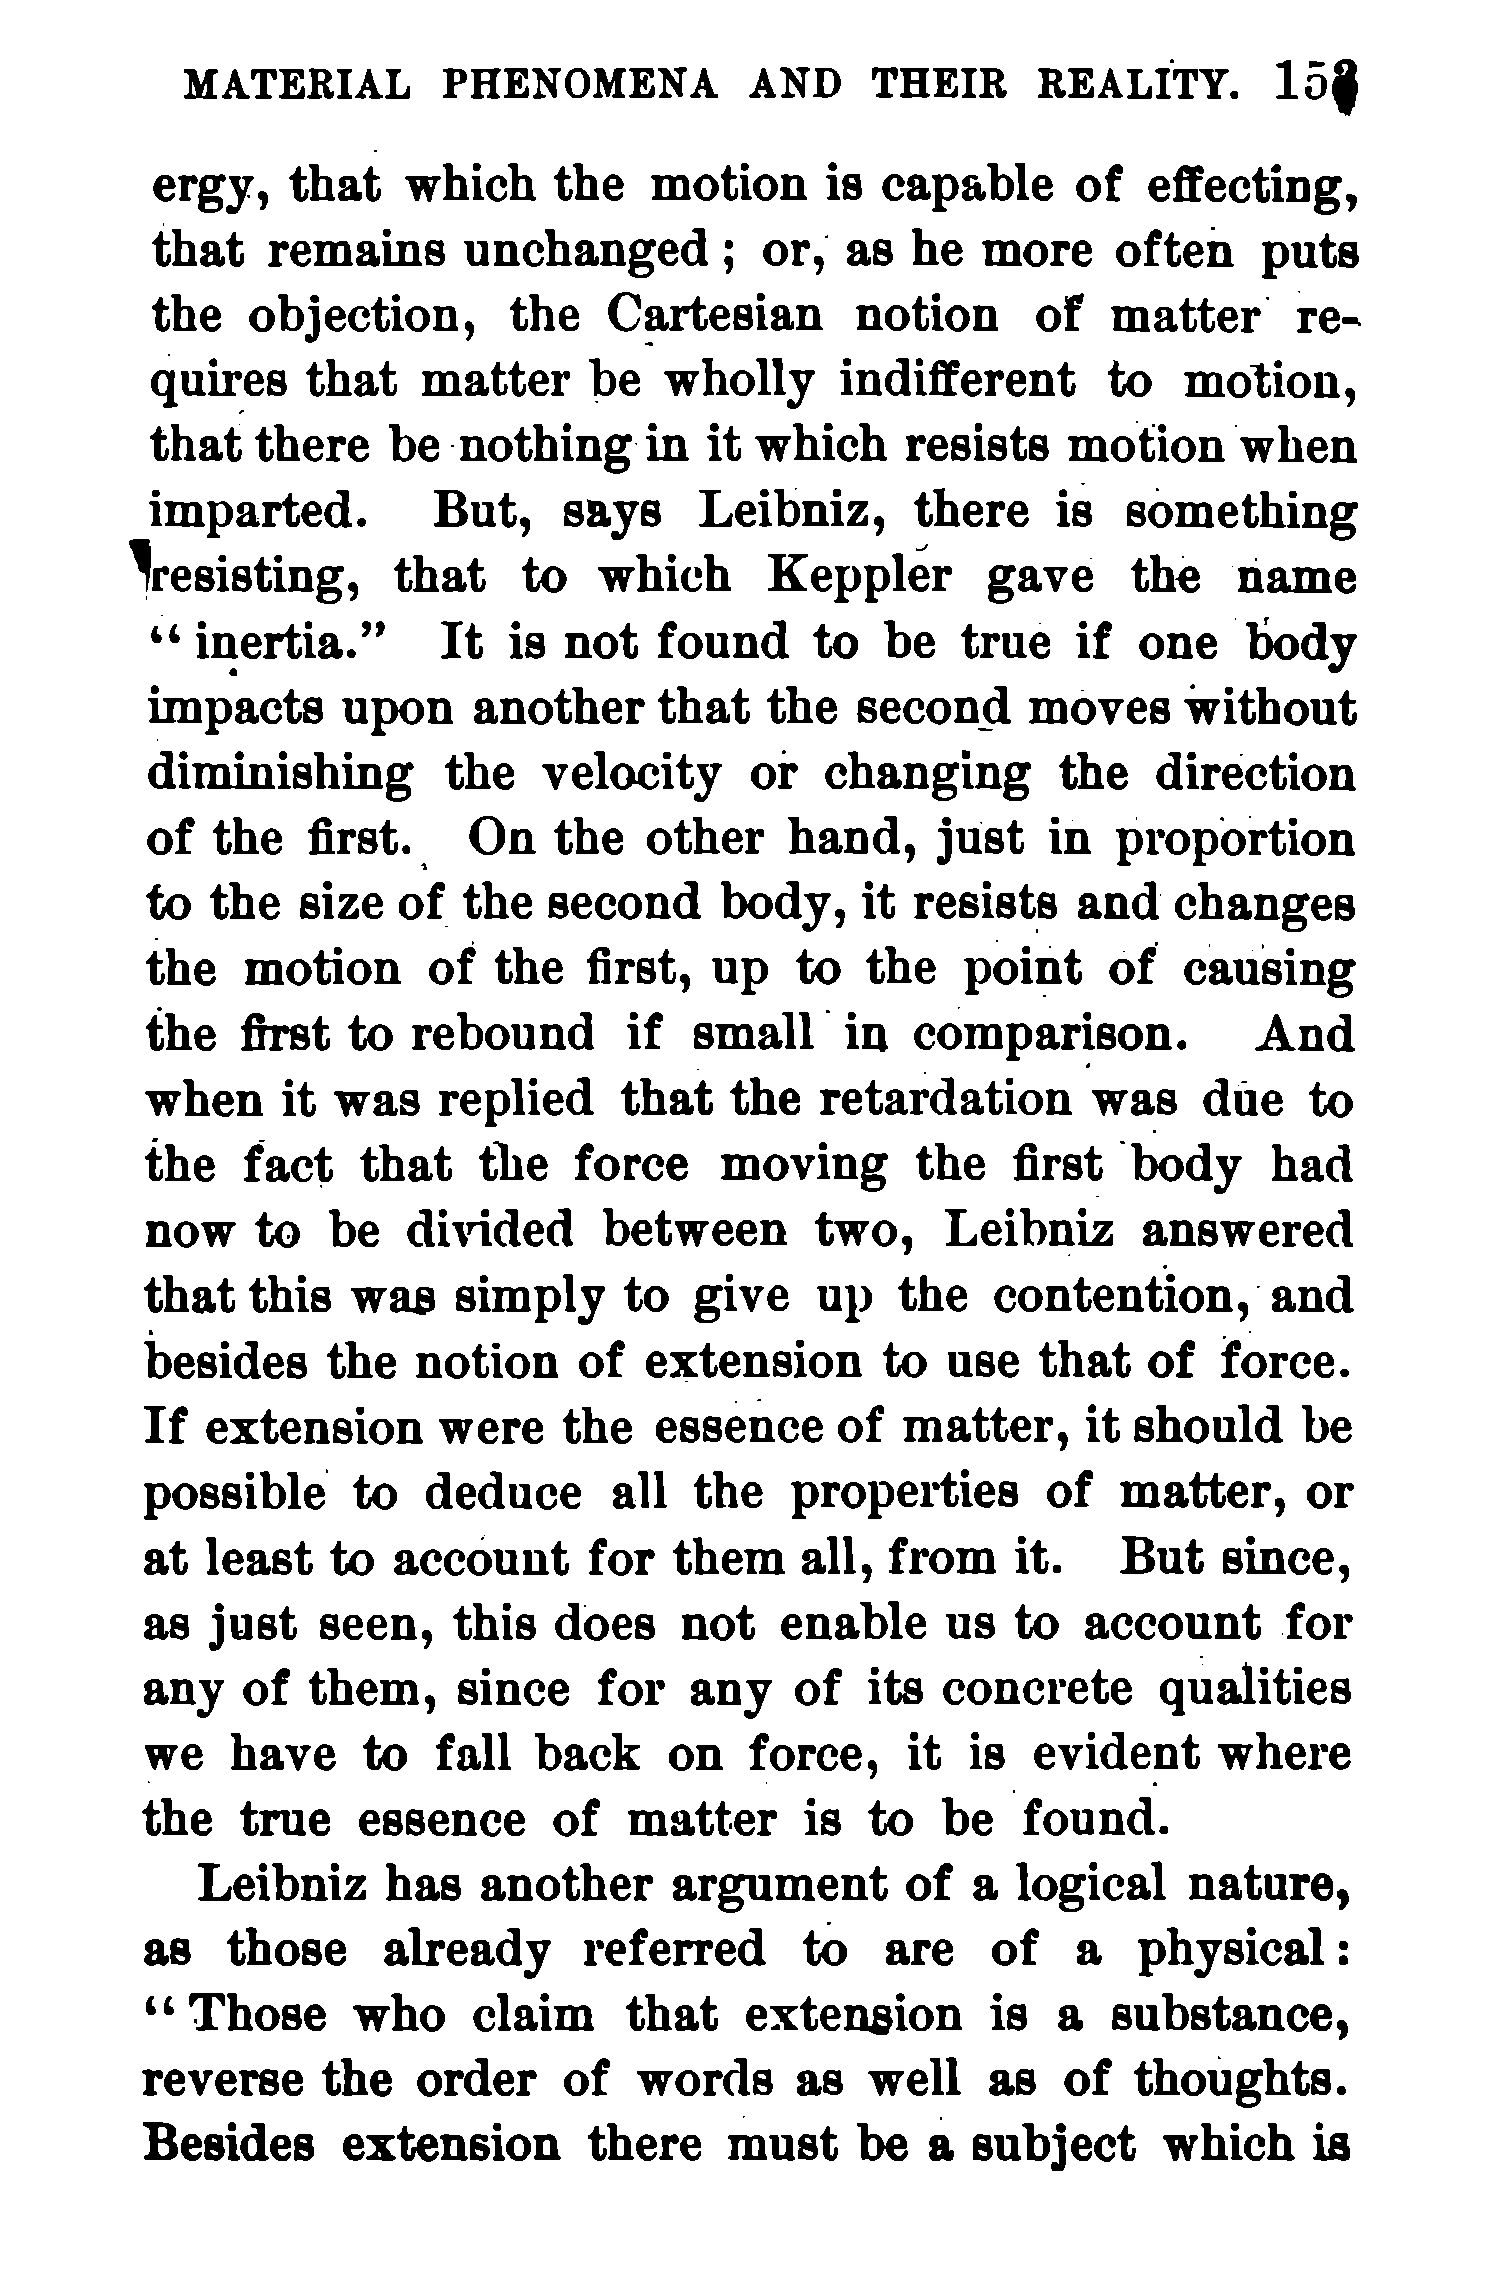 MATERIAL PHENOMENA AND THEIR REALITY.
ergy, that which the motion is capable of effecting,
that remains unchanged ; or, as he more often puts
the objection, the Cartesian notion of matter re-
quires that matter be wholly indifferent to motion,
that there be nothing in it which resists motion when
imparted. But, says Leibniz, there is something
resisting, that to which Keppler gave the name
“ inertia.” It is not found to be true if one body
impacts upon another that the second moves without
diminishing the velocity or changing the direction
of the first. On the other hand, just in proportion
to the size of the second body, it resists and changes
the motion of the first, up to the point of causing
the first to rebound if small in comparison. And
when it was replied that the retardation was due to
the fact that the force moving the first body had
now to be divided between two, Leibniz answered
that this was simply to give up the contention, and
besides the notion of extension to use that of force.
If extension were the essence of matter, it should be
possible to deduce all the properties of matter, or
at least to account for them all, from it. But since,
as just seen, this does not enable us to account for
any of them, since for any of its concrete qualities
we have to fall back on force, it is evident where
the true essence of matter is to be found.
Leibniz has another argument of a logical nature,
as those already referred to are of a physical :
“ Those who claim that extension is a substance,
reverse the order of words as well as of thoughts.
Besides extension there must be a subject which is